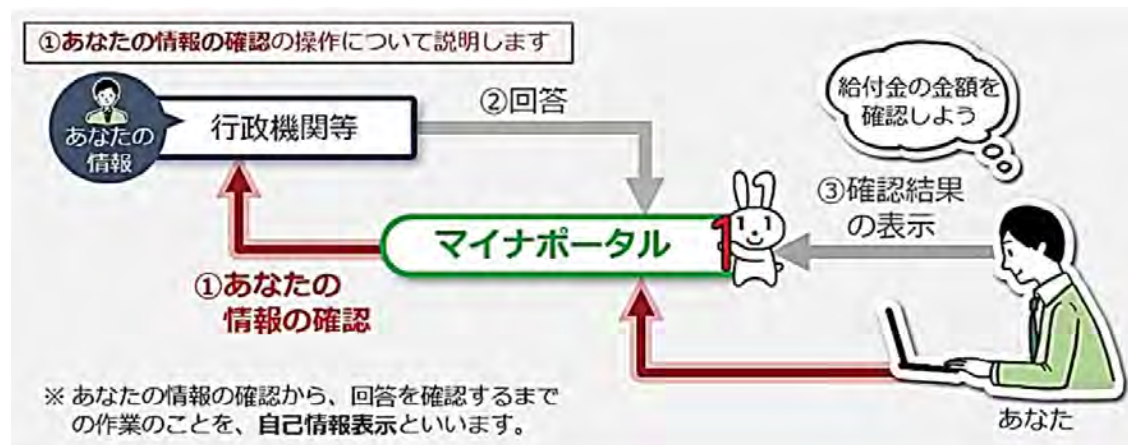 ①あなたの情報の確認の操作について説明します
あなたの
情報
行政機関等
②回答
給付金の金額を
確認しよう
③確認結果
の表示
マイナポータル
1
①あなたの
情報の確認
※ あなたの情報の確認から、回答を確認するまで
の作業のことを、自己情報表示といいます。
あなた